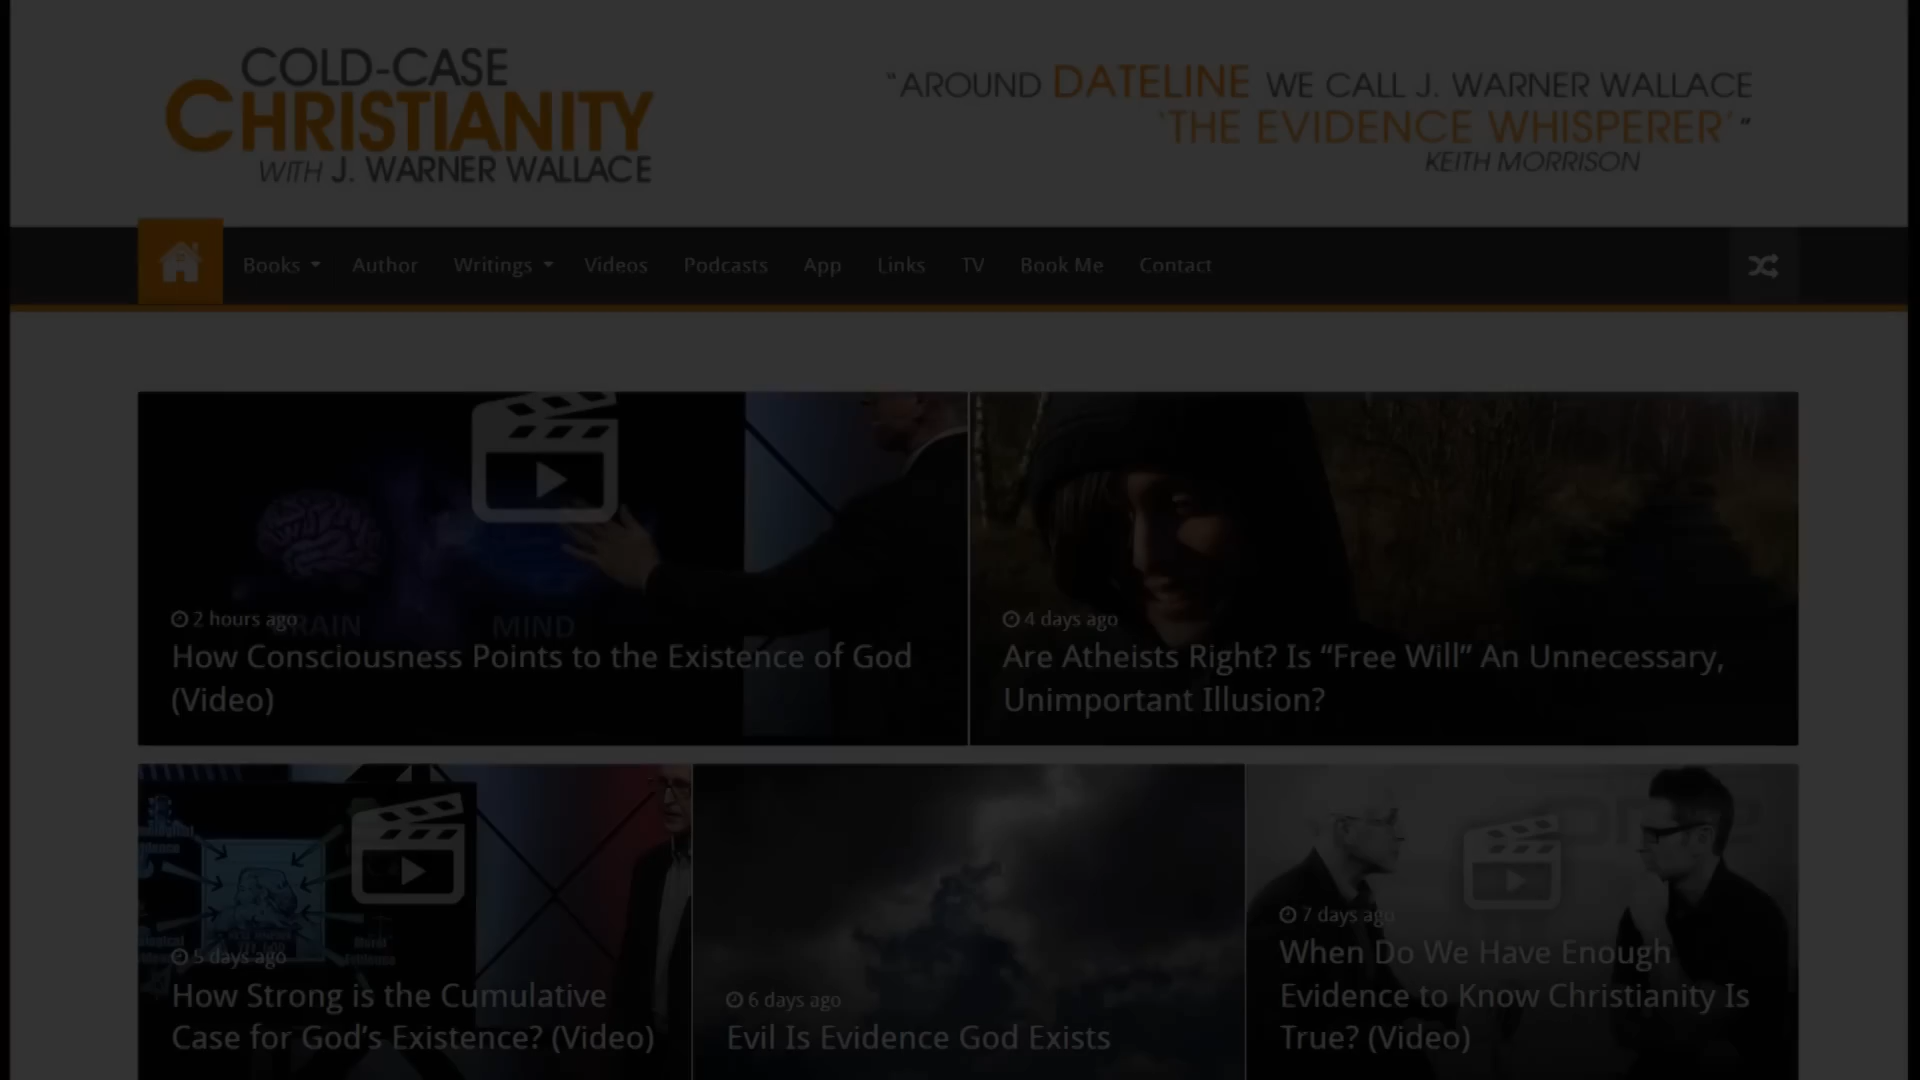 COLD-CASE
CHRISTIANITY
WITH J. WARNER WALLACE
“AROUND DATELINE WE CALL J. WARNER WALLACE
‘THE EVIDENCE WHISPERER’”
KEITH MORRISON
Books Author Writings Videos Podcasts App Links TV Book Me Contact
2 hours ago
MIND
How Consciousness Points to the Existence of God
(Video)
4 days ago
Are Atheists Right? Is “Free Will” An Unnecessary,
Unimportant Illusion?
5 days ago
How Strong is the Cumulative
Case for God’s Existence? (Video)
6 days ago
Evil Is Evidence God Exists
7 days ago
When Do We Have Enough
Evidence to Know Christianity Is
True? (Video)